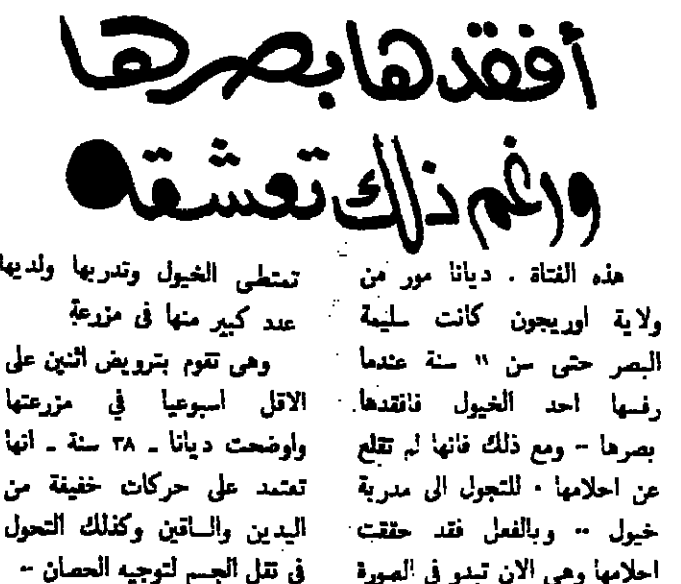 أفقدها بصرها
ورغم ذلك تعشقه
هذه الفتاة . ديانا مور من
ولاية اوريجون كانت سليمة
البصر حتى سن ١١ سنة عندما
رفسها احد الخيول فافقدها
بصرها -- ومع ذلك فانها لم تقلع
عن احلامها . للتجول الى مدربة
خيول .. وبالفعل فقد حققت
احلامها وهى الان تبدو فى الصورة
تمتطى الخيول وتدربها ولديها
عدد كبير منها فى مزرعة
وهى تقوم بترويض اثنين على
الاقل اسبوعيا في مزرعتها
واوضحت ديانا ـ ٣٨ سنة ـ انها
تعتمد على حركات خفيفة من
اليدين والساقين وكذلك التحول
فى ثقل الجسم لتوجيه الحصان --